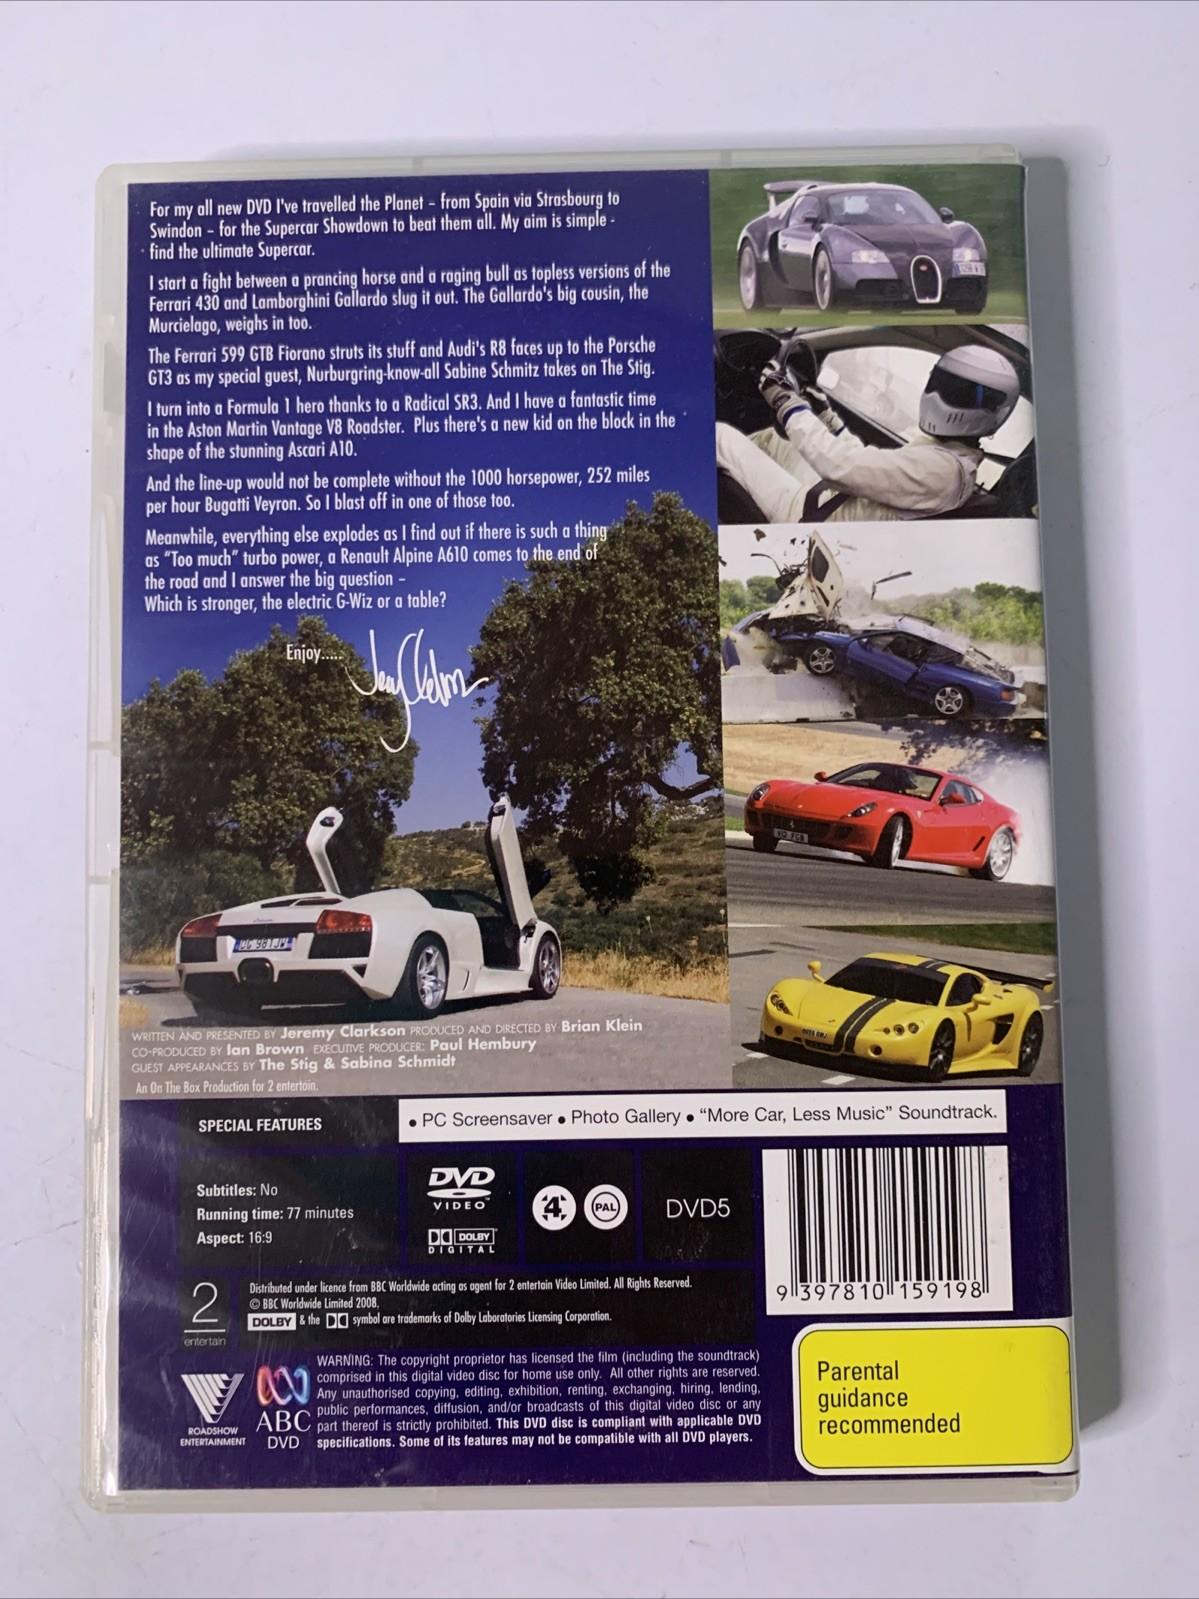 For my all new DVD I've travelled the Planet – from Spain via Strasbourg to
Swindon – for the Supercar Showdown to beat them all. My aim is simple -
find the ultimate Supercar.
I start a fight between a prancing horse and a raging bull as topless versions of the
Ferrari 430 and Lamborghini Gallardo slug it out. The Gallardo's big cousin, the
Murcielago, weighs in too.
The Ferrari 599 GTB Fiorano struts its stuff and Audi's R8 faces up to the Porsche
GT3 as my special guest, Nurburgring-know-all Sabine Schmitz takes on The Stig.
I turn into a Formula 1 hero thanks to a Radical SR3. And I have a fantastic time
in the Aston Martin Vantage V8 Roadster. Plus there's a new kid on the block in the
shape of the stunning Ascari A10.
And the line-up would not be complete without the 1000 horsepower, 252 miles
per hour Bugatti Veyron. So I blast off in one of those too.
Meanwhile, everything else explodes as I find out if there is such a thing
as "Too much" turbo power, a Renault Alpine A610 comes to the end of
the road and I answer the big question –
Which is stronger, the electric G-Wiz or a table?
Enjoy.....
WRITTEN AND PRESENTED BY Jeremy Clarkson PRODUCED AND DIRECTED BY Brian Klein
CO-PRODUCED BY Ian Brown EXECUTIVE PRODUCER: Paul Hembury
GUEST APPEARANCES BY The Stig & Sabina Schmidt
An On The Box Production for 2 entertain.
SPECIAL FEATURES
• PC Screensaver • Photo Gallery • "More Car, Less Music" Soundtrack.
Subtitles: No
Running time: 77 minutes
Aspect: 16:9
DVD
VIDEO™
DOLBY
DIGITAL
4
PAL
DVD5
9 397810 159198
2
entertain
Distributed under licence from BBC Worldwide acting as agent for 2 entertain Video Limited. All Rights Reserved.
© BBC Worldwide Limited 2008.
DOLBY & the symbol are trademarks of Dolby Laboratories Licensing Corporation.
ROADSHOW
ENTERTAINMENT
ABC
DVD
WARNING: The copyright proprietor has licensed the film (including the soundtrack)
comprised in this digital video disc for home use only. All other rights are reserved.
Any unauthorised copying, editing, exhibition, renting, exchanging, hiring, lending,
public performances, diffusion, and/or broadcasts of this digital video disc or any
part thereof is strictly prohibited. This DVD disc is compliant with applicable DVD
specifications. Some of its features may not be compatible with all DVD players.
Parental
guidance
recommended